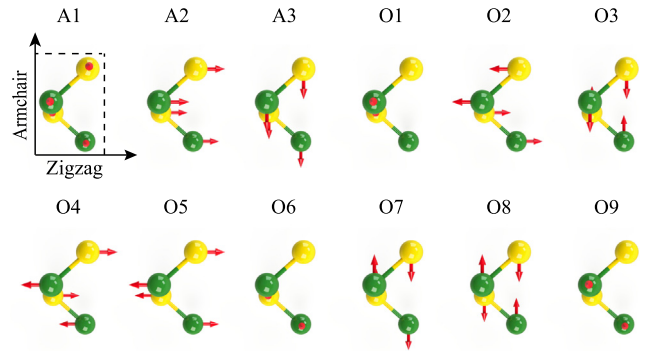 A1 A2 A3 O1 O2 O3
Armchair
Zigzag
O4 O5 O6 O7 O8 O9